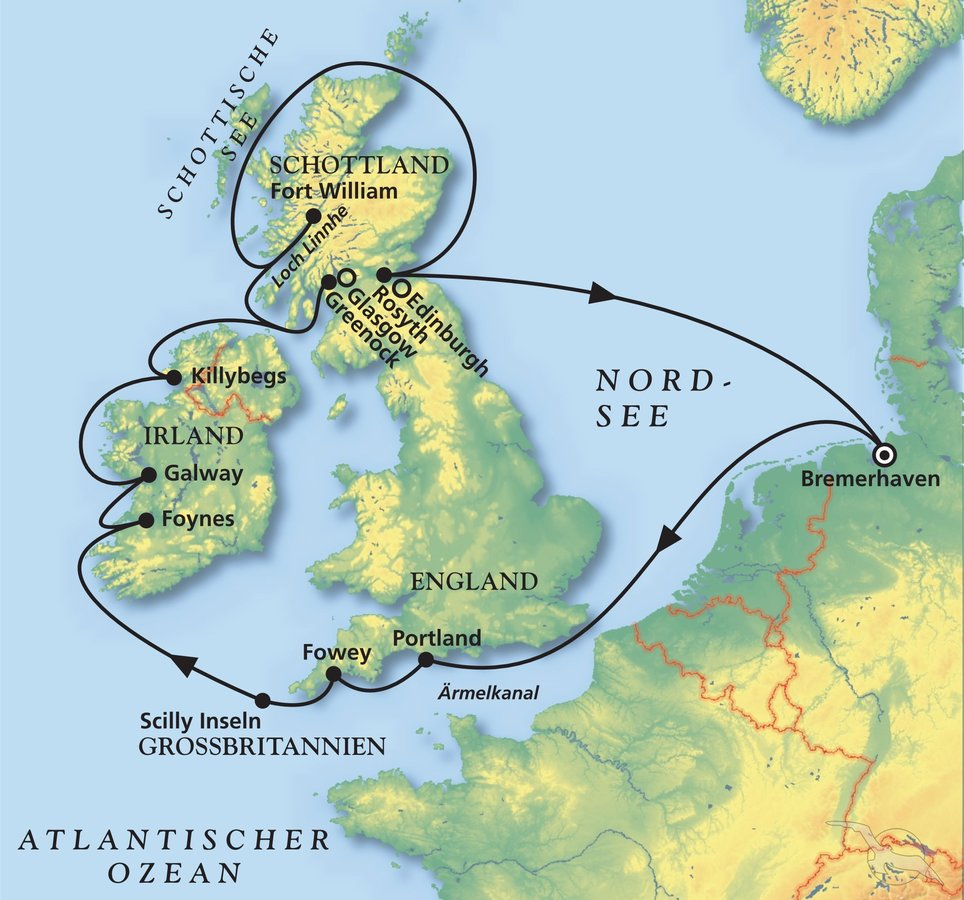 SCHOTTISCHE
SEE
SCHOTTLAND
Fort William
Loch Linnhe
Edinburgh
Rosyth
Glasgow
Greenock
Killybegs
NORD-
SEE
IRLAND
Galway
Bremerhaven
Foynes
ENGLAND
Portland
Fowey
Ärmelkanal
Scilly Inseln
GROSSBRITANNIEN
ATLANTISCHER
OZEAN